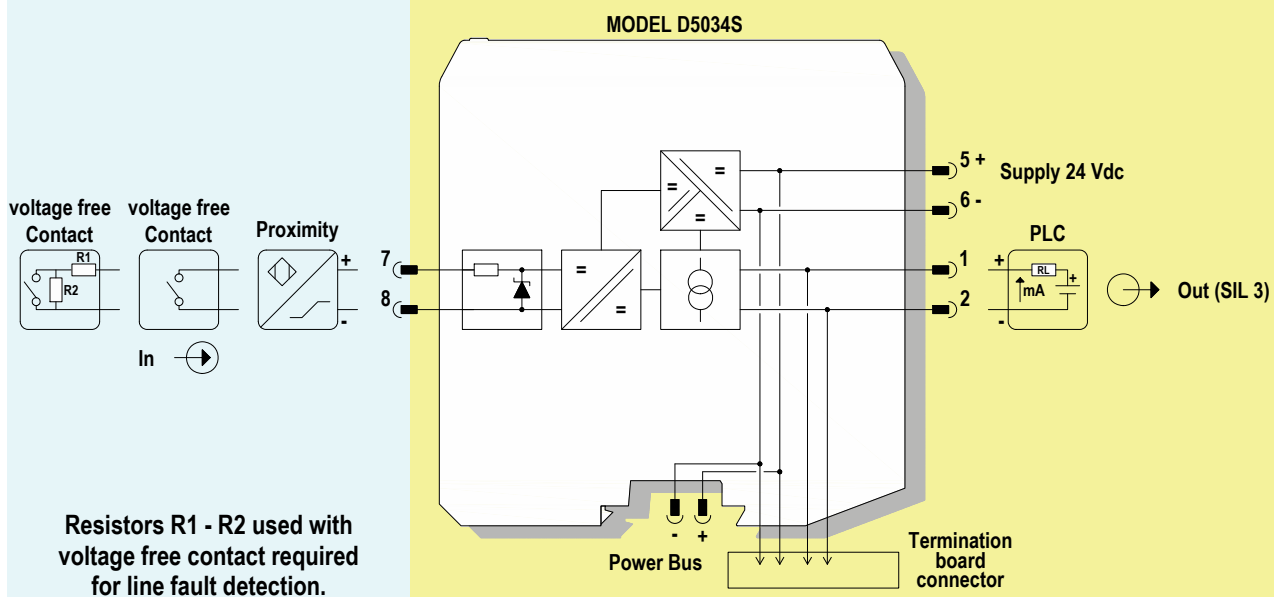 MODEL D5034S
voltage free
Contact
R1
R2
voltage free
Contact
Proximity
+
-
In
7
8
=
=
=
=
=
5 +
6 -
Supply 24 Vdc
1
2
PLC
+
-
RL
mA
+
Out (SIL 3)
- +
Power Bus
Termination
board
connector
Resistors R1 - R2 used with
voltage free contact required
for line fault detection.